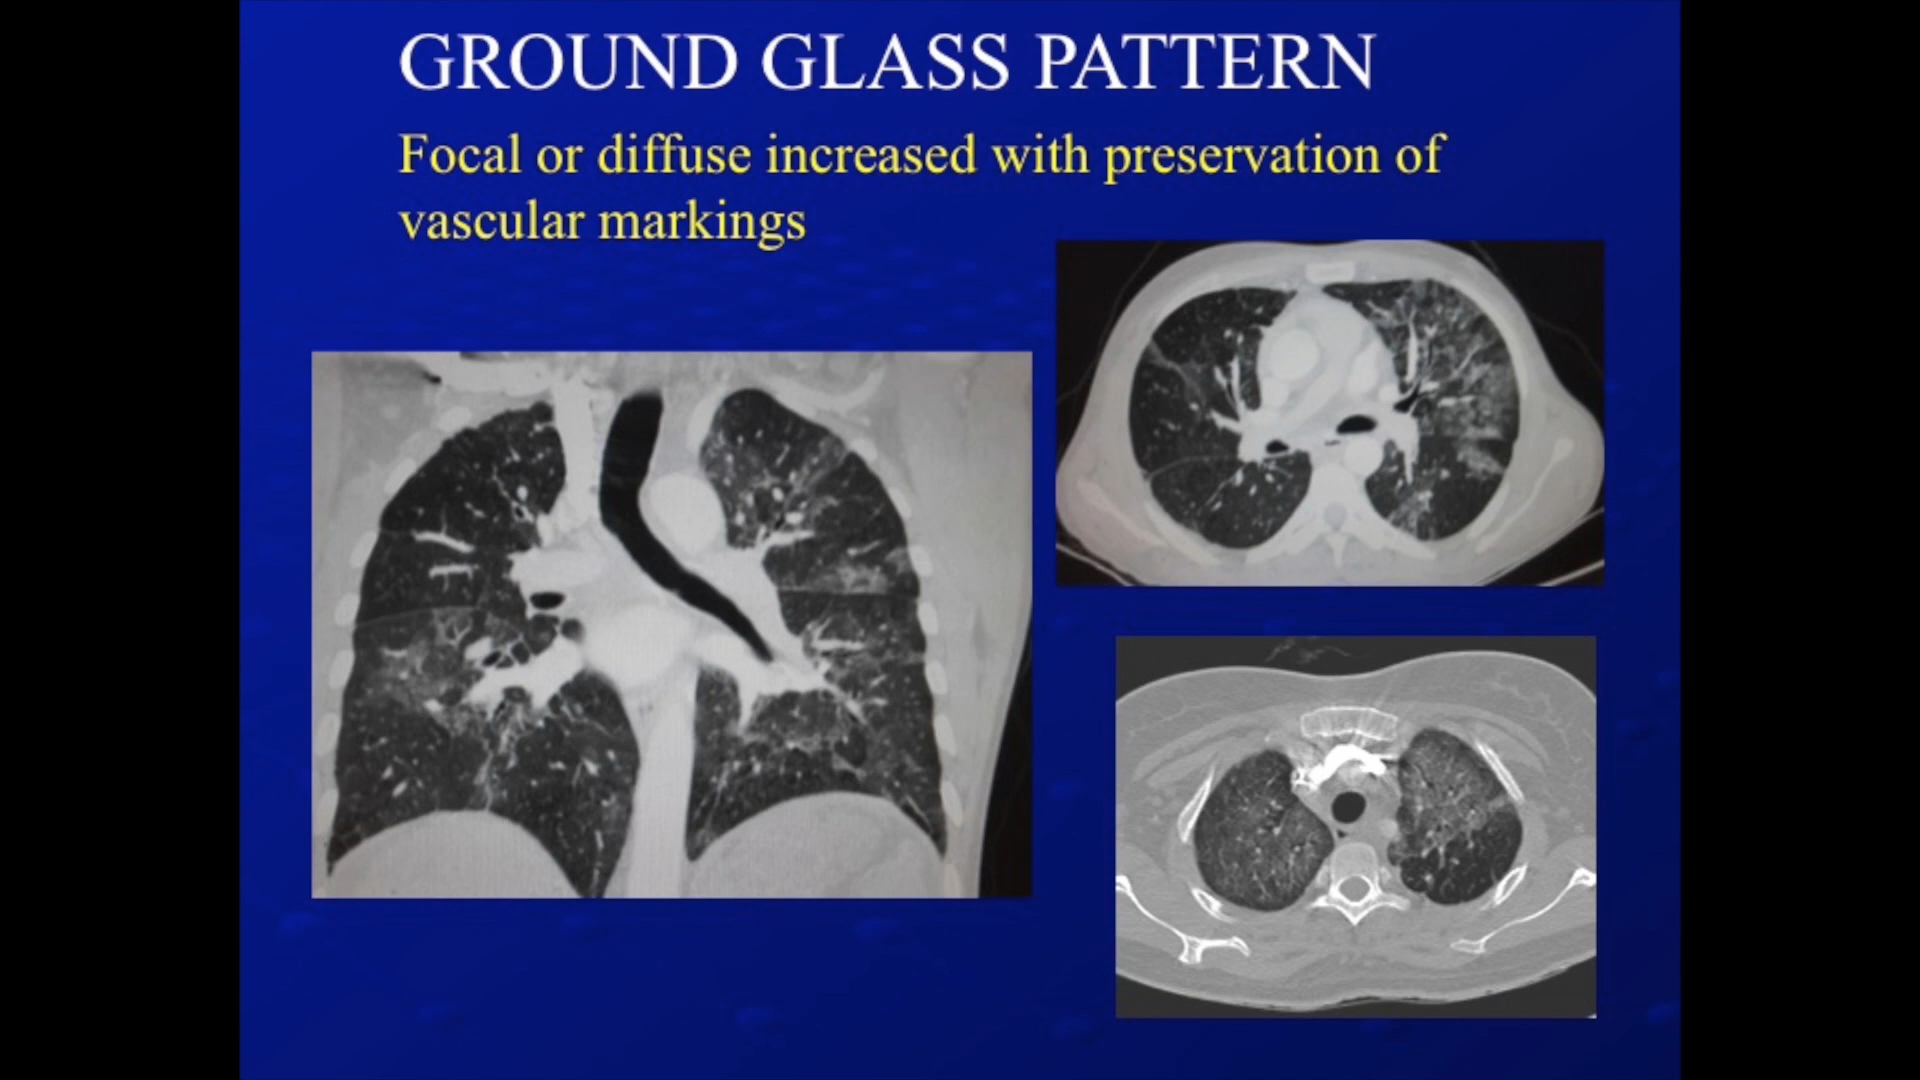 GROUND GLASS PATTERN
Focal or diffuse increased with preservation of
vascular markings